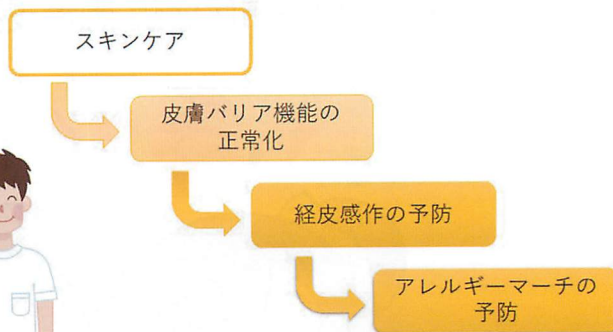 スキンケア
皮膚バリア機能の
正常化
経皮感作の予防
アレルギーマーチの
予防